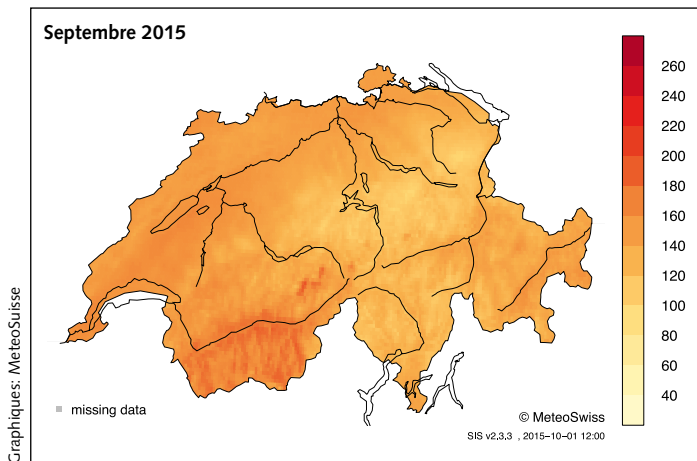 Septembre 2015
260
240
220
200
180
160
140
120
100
80
60
40
missing data
© MeteoSwiss
SIS v2.3.3 , 2015−10−01 12:00
Graphiques: MeteoSuisse